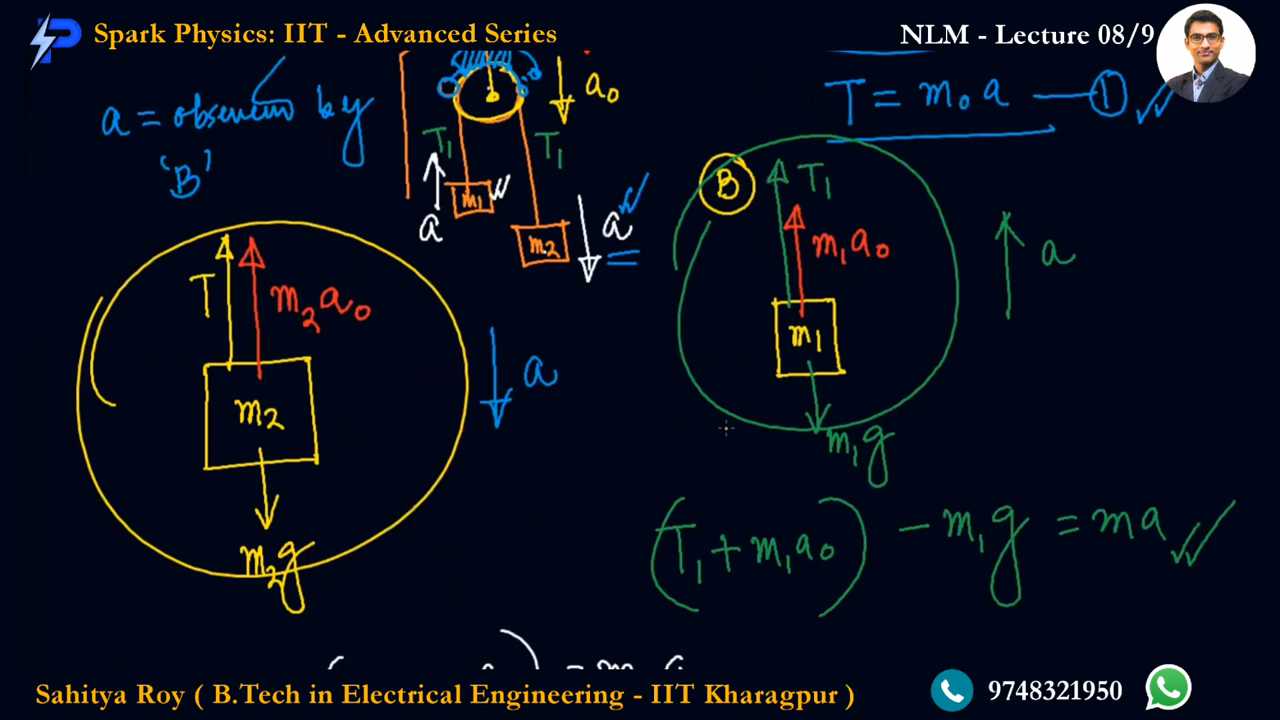 Spark Physics: IIT - Advanced Series
NLM - Lecture 08/9
a = observed by
'B'
a₀
T₁
T₁
m₁
a
m2
a
T = m₀a — ①
B
T₁
m₁a₀
a
m₁
m₁g
T
m₂a₀
a
m2
m₂g
(T₁ + m₁a₀) - m₁g = ma
Sahitya Roy ( B.Tech in Electrical Engineering - IIT Kharagpur )
9748321950